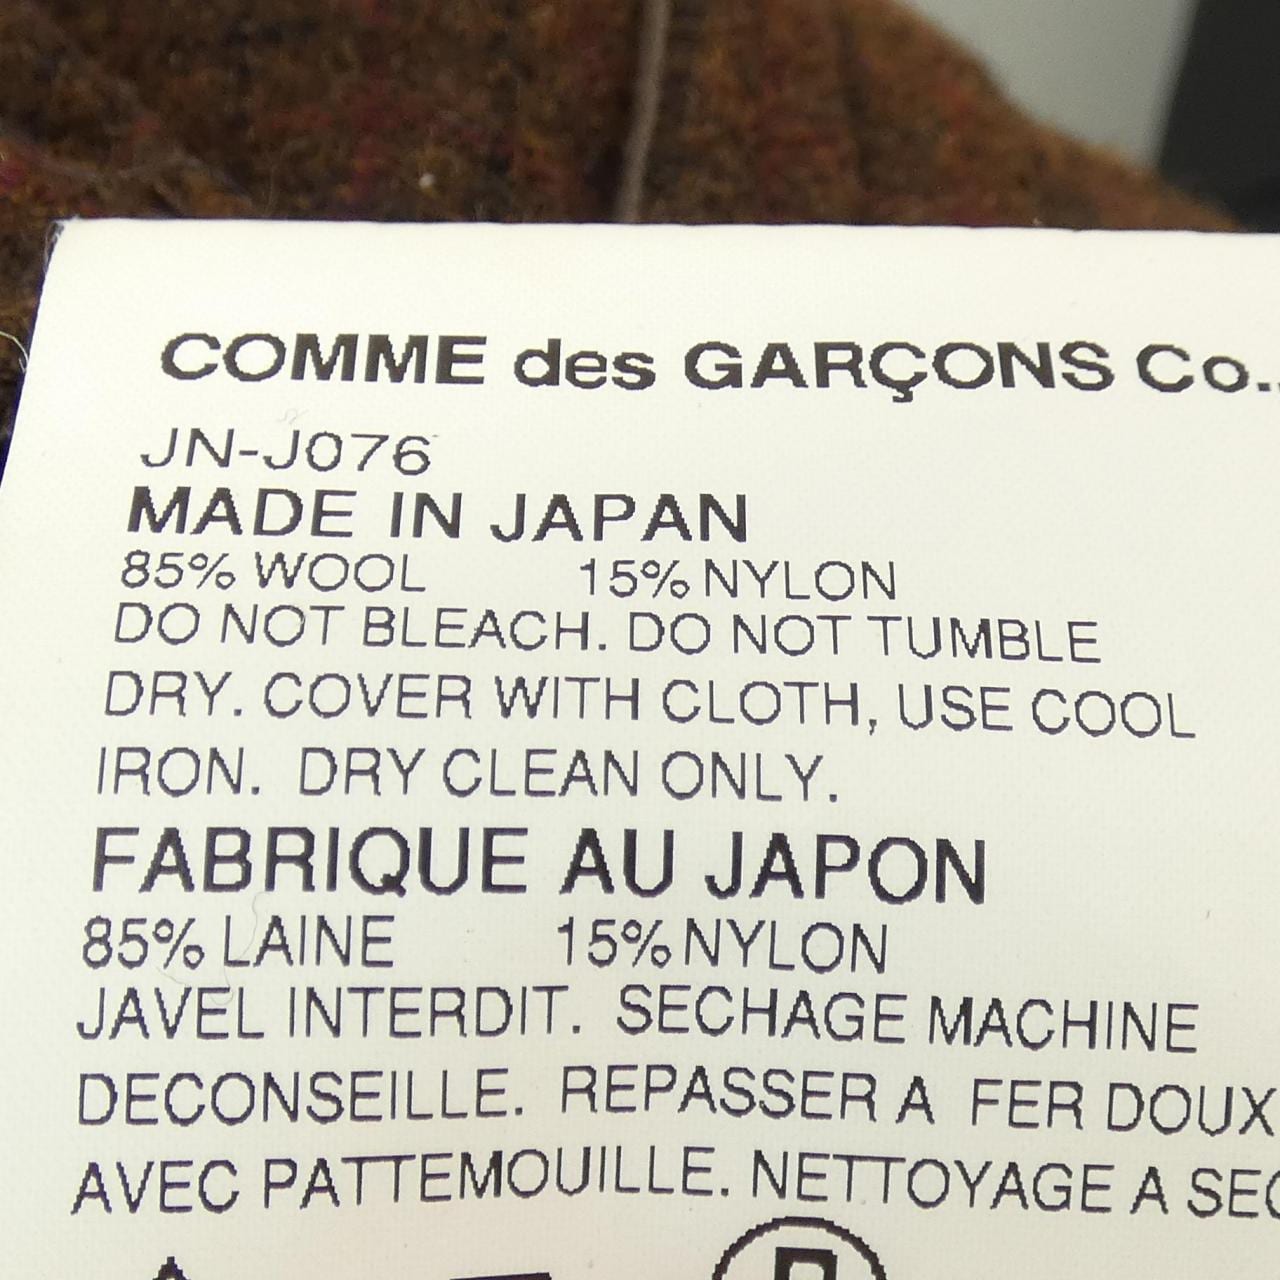 COMME des GARÇONS Co.,
JN-J076
MADE IN JAPAN
85% WOOL 15% NYLON
DO NOT BLEACH. DO NOT TUMBLE
DRY. COVER WITH CLOTH, USE COOL
IRON. DRY CLEAN ONLY.
FABRIQUE AU JAPON
85% LAINE 15% NYLON
JAVEL INTERDIT. SECHAGE MACHINE
DECONSEILLE. REPASSER A FER DOUX
AVEC PATTEMOUILLE. NETTOYAGE A SEC